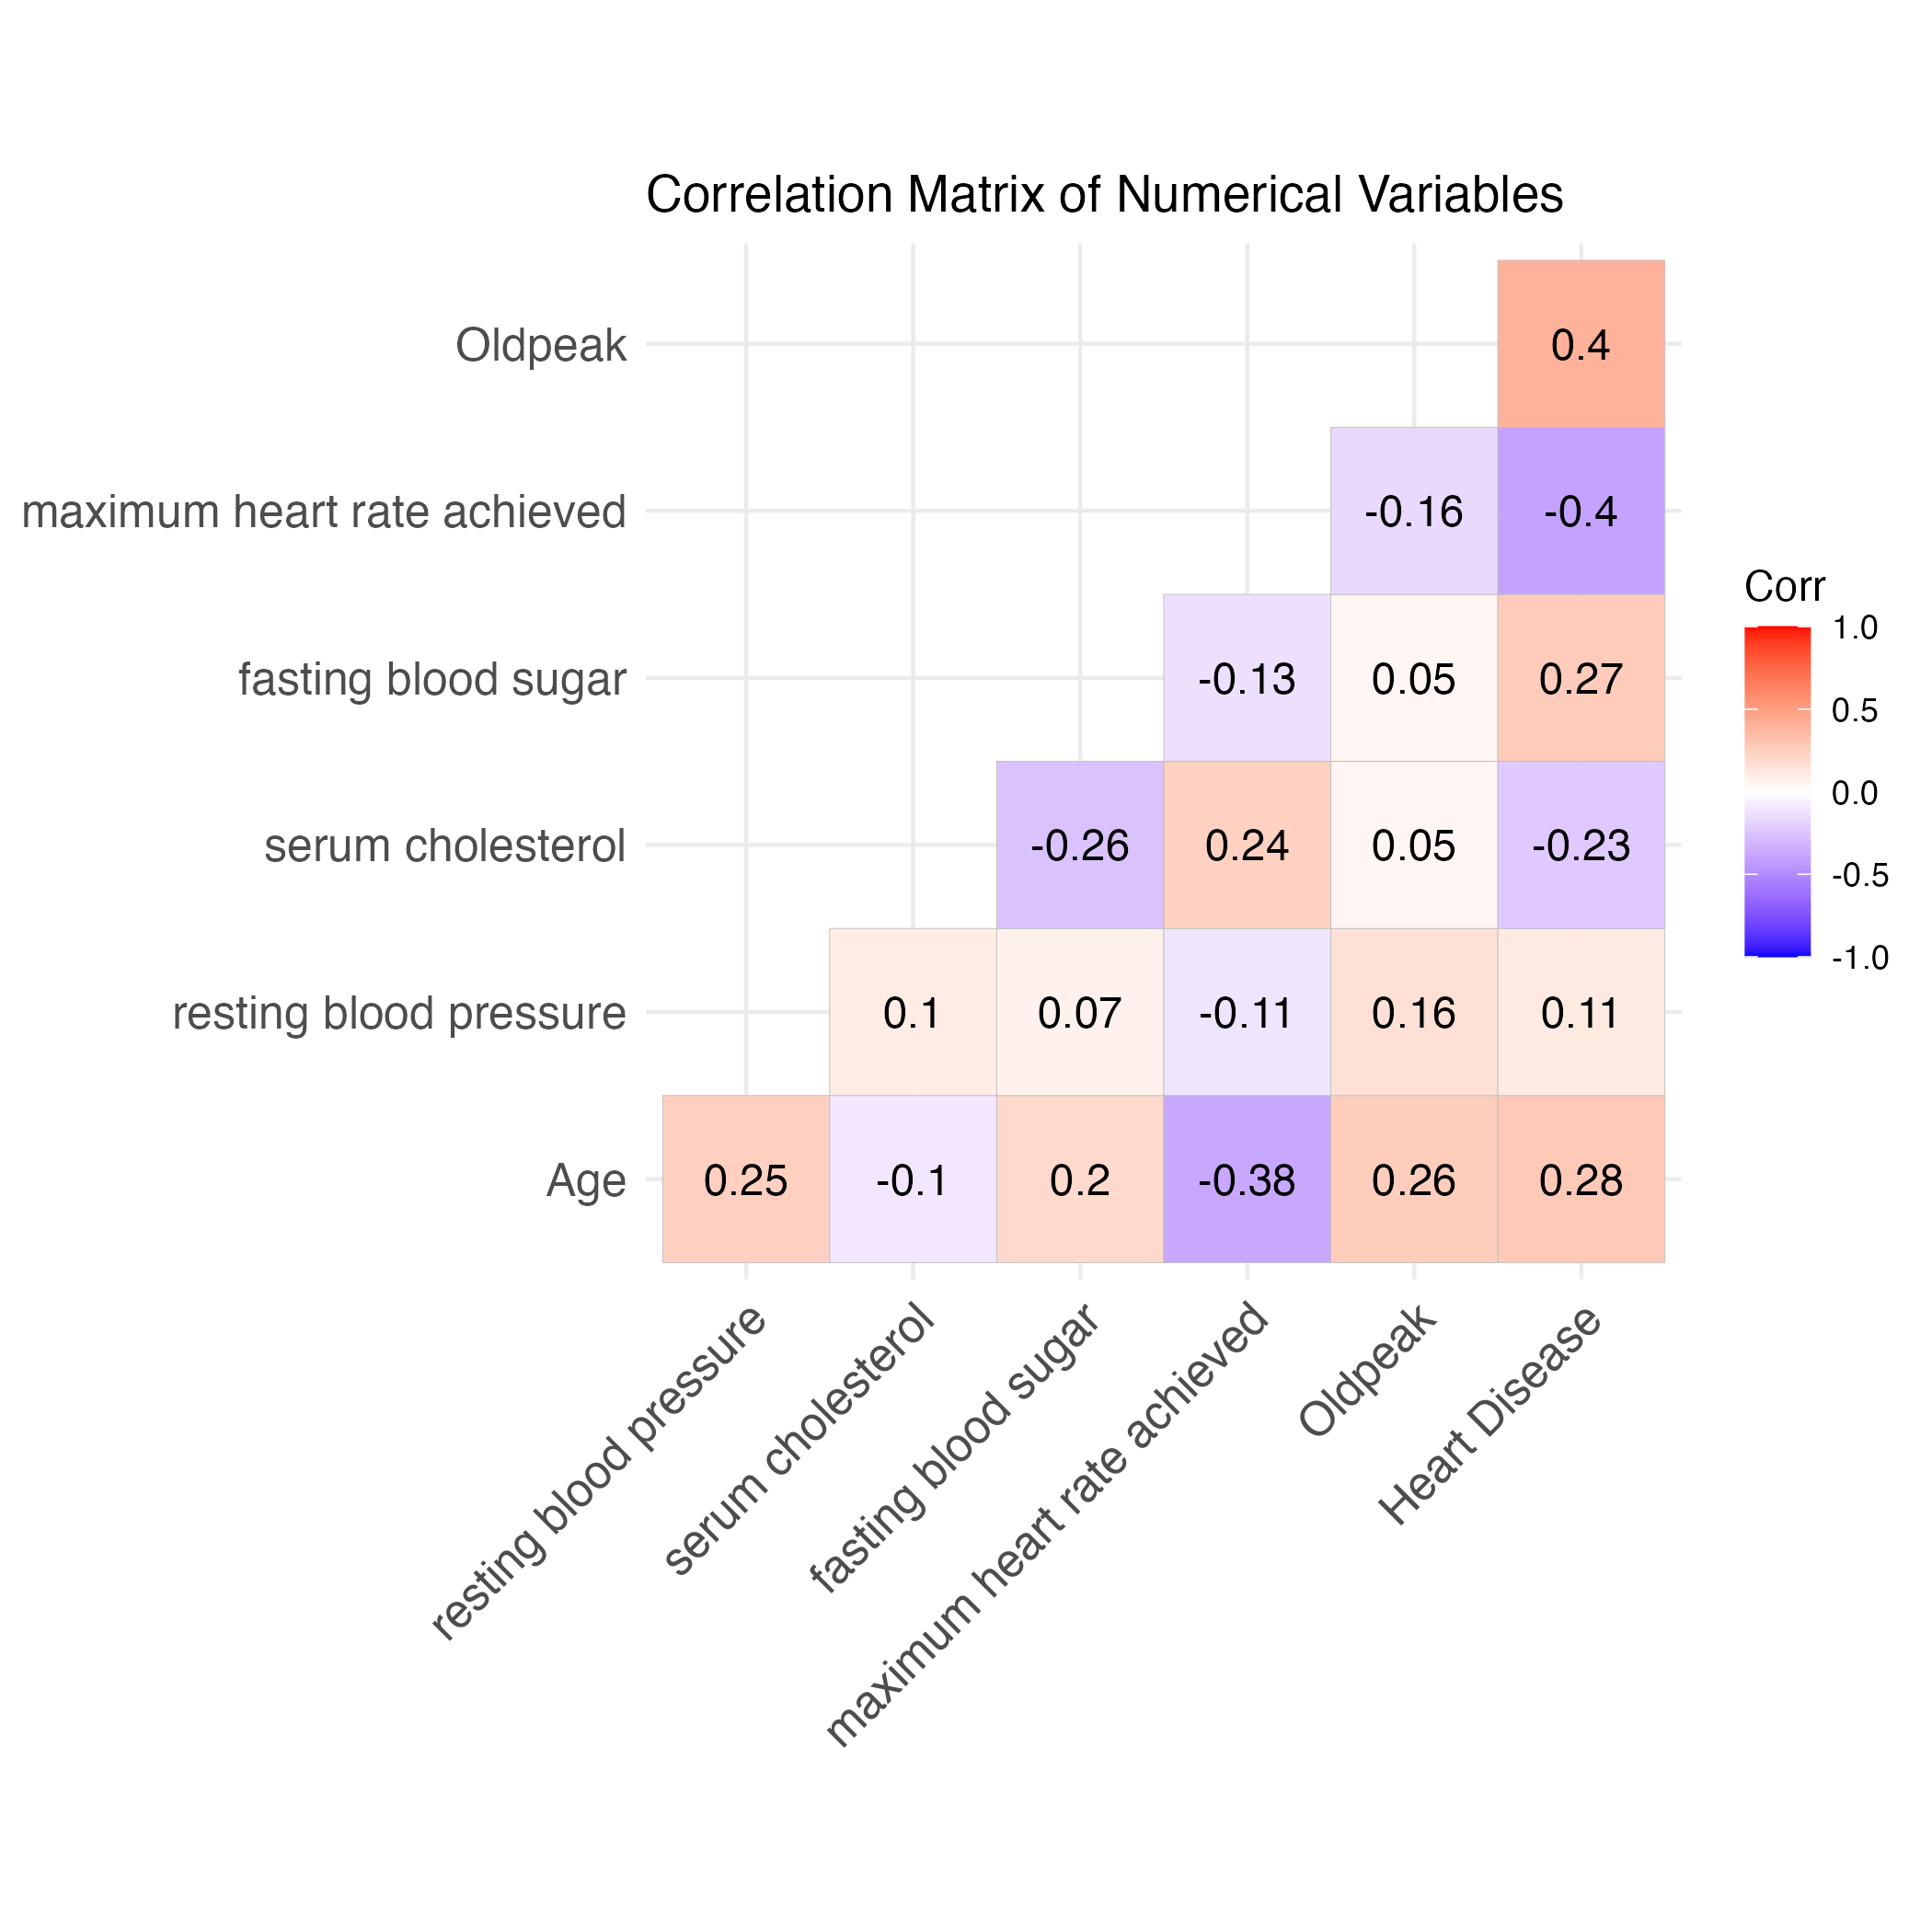 Correlation Matrix of Numerical Variables
Oldpeak
0.4
maximum heart rate achieved
-0.16
-0.4
fasting blood sugar
-0.13
0.05
0.27
serum cholesterol
-0.26
0.24
0.05
-0.23
resting blood pressure
0.1
0.07
-0.11
0.16
0.11
Age
0.25
-0.1
0.2
-0.38
0.26
0.28
resting blood pressure
serum cholesterol
fasting blood sugar
maximum heart rate achieved
Oldpeak
Heart Disease
Corr
1.0
0.5
0.0
-0.5
-1.0